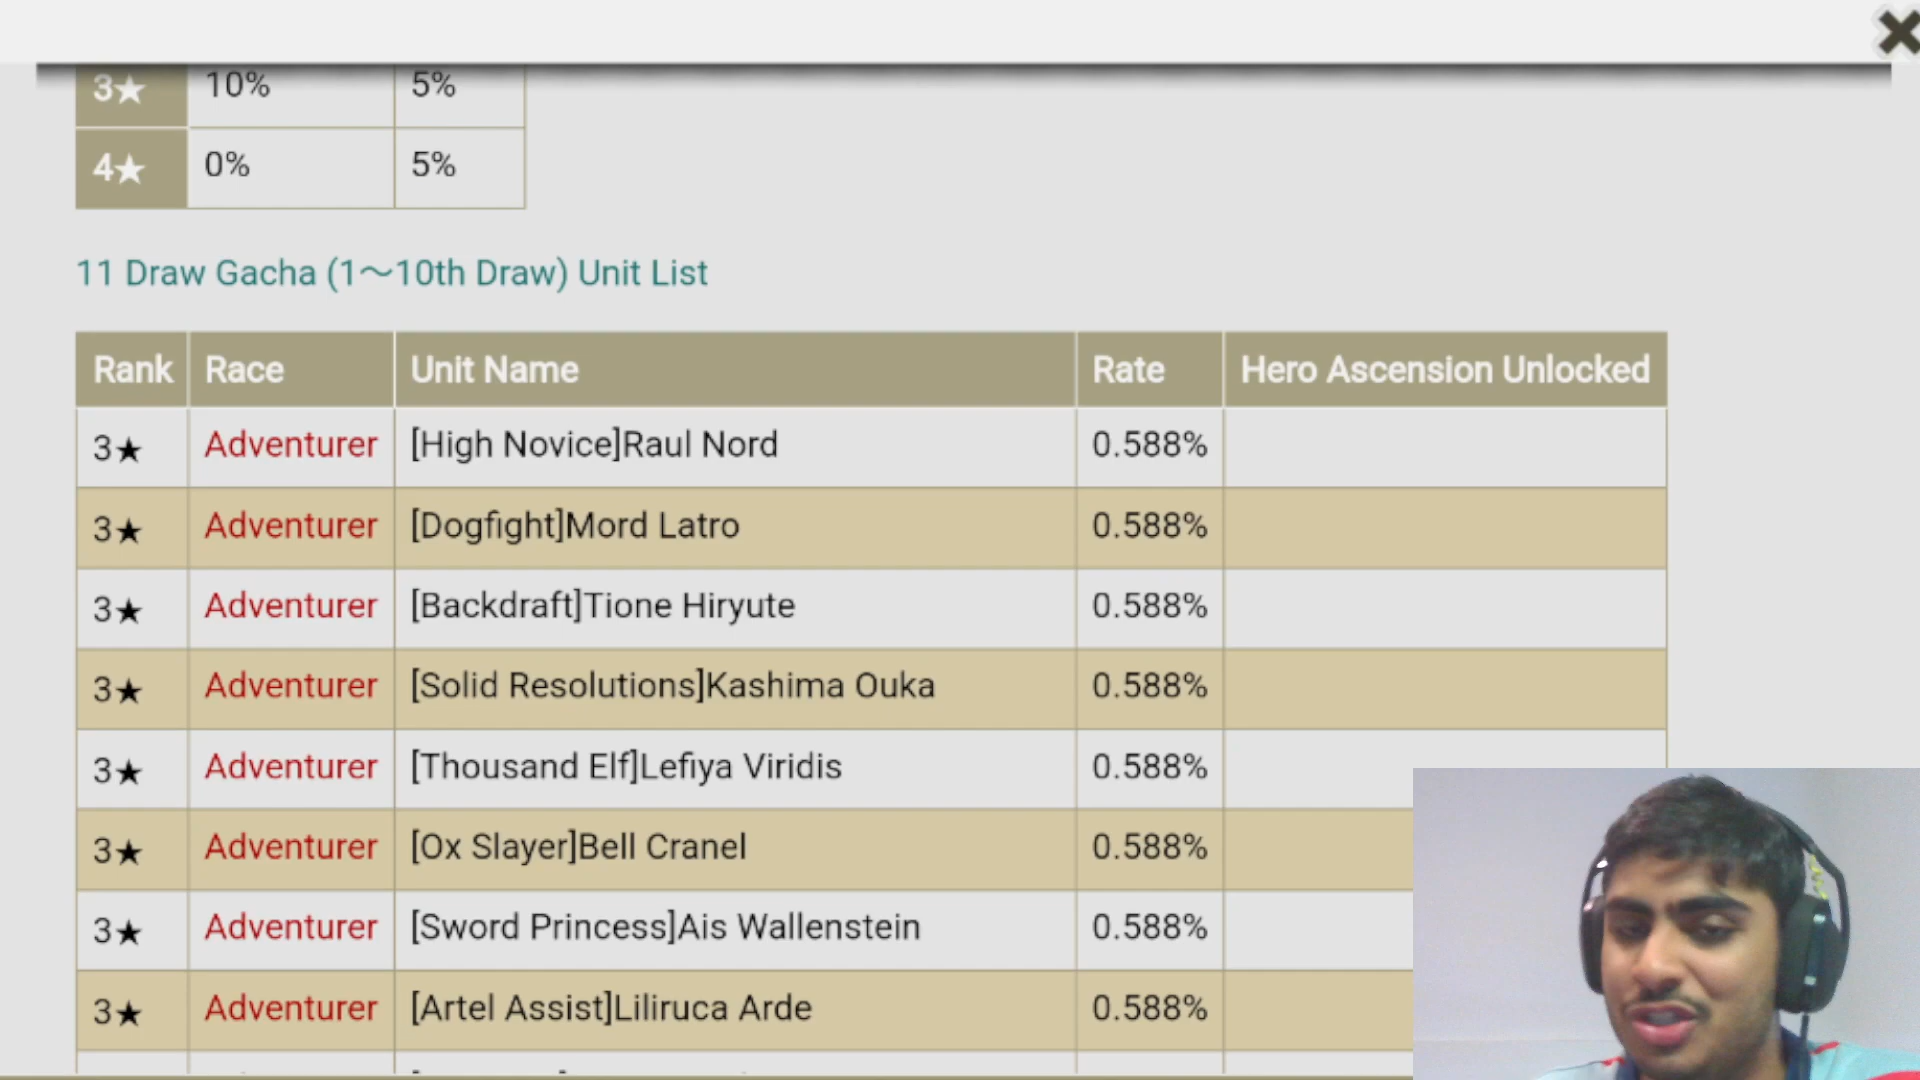 3★ 10% 5%
4★ 0% 5%
11 Draw Gacha (1～10th Draw) Unit List
Rank Race Unit Name Rate Hero Ascension Unlocked
3★ Adventurer [High Novice]Raul Nord 0.588%
3★ Adventurer [Dogfight]Mord Latro 0.588%
3★ Adventurer [Backdraft]Tione Hiryute 0.588%
3★ Adventurer [Solid Resolutions]Kashima Ouka 0.588%
3★ Adventurer [Thousand Elf]Lefiya Viridis 0.588%
3★ Adventurer [Ox Slayer]Bell Cranel 0.588%
3★ Adventurer [Sword Princess]Ais Wallenstein 0.588%
3★ Adventurer [Artel Assist]Liliruca Arde 0.588%